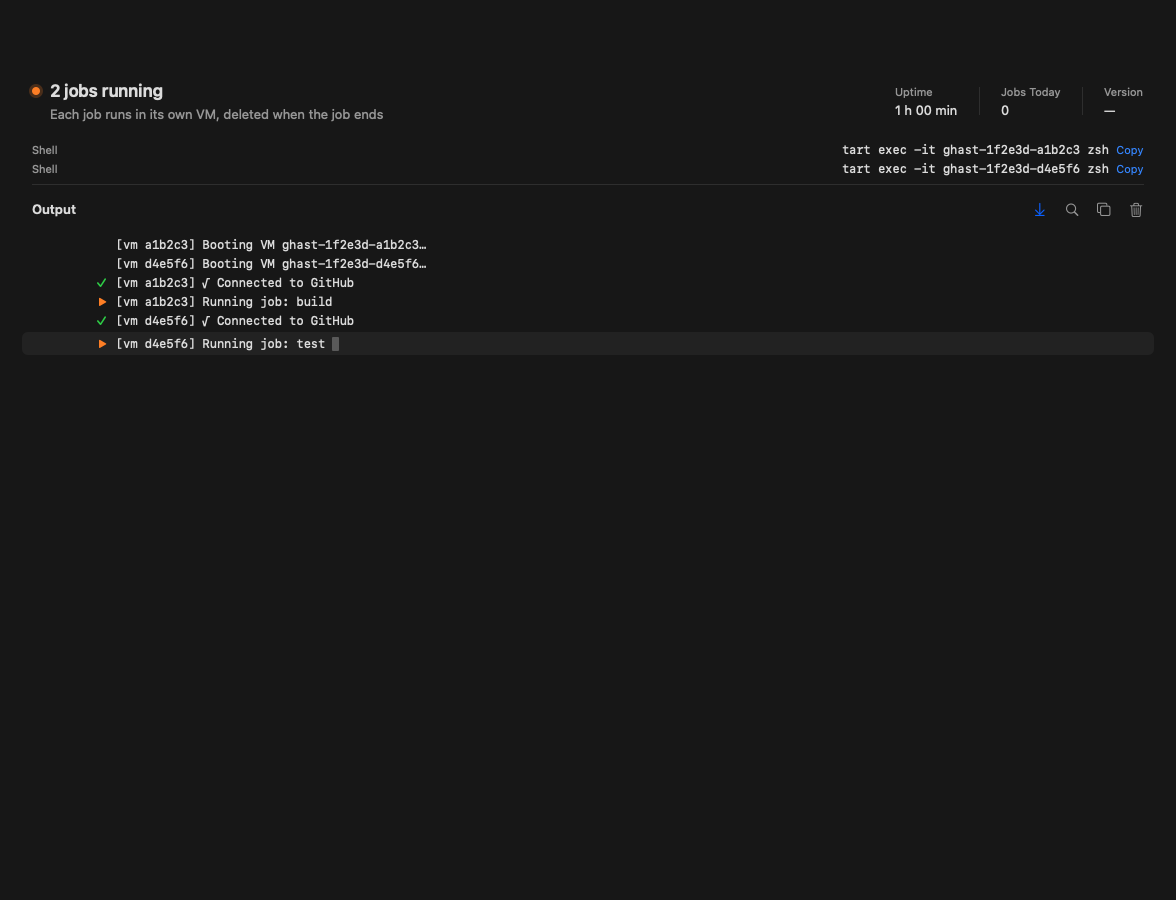 2 jobs running
Each job runs in its own VM, deleted when the job ends
Uptime
1 h 00 min
Jobs Today
0
Version
—
Shell
tart exec -it ghast-1f2e3d-a1b2c3 zsh Copy
Shell
tart exec -it ghast-1f2e3d-d4e5f6 zsh Copy
Output
[vm a1b2c3] Booting VM ghast-1f2e3d-a1b2c3…
[vm d4e5f6] Booting VM ghast-1f2e3d-d4e5f6…
[vm a1b2c3] √ Connected to GitHub
[vm a1b2c3] Running job: build
[vm d4e5f6] √ Connected to GitHub
[vm d4e5f6] Running job: test